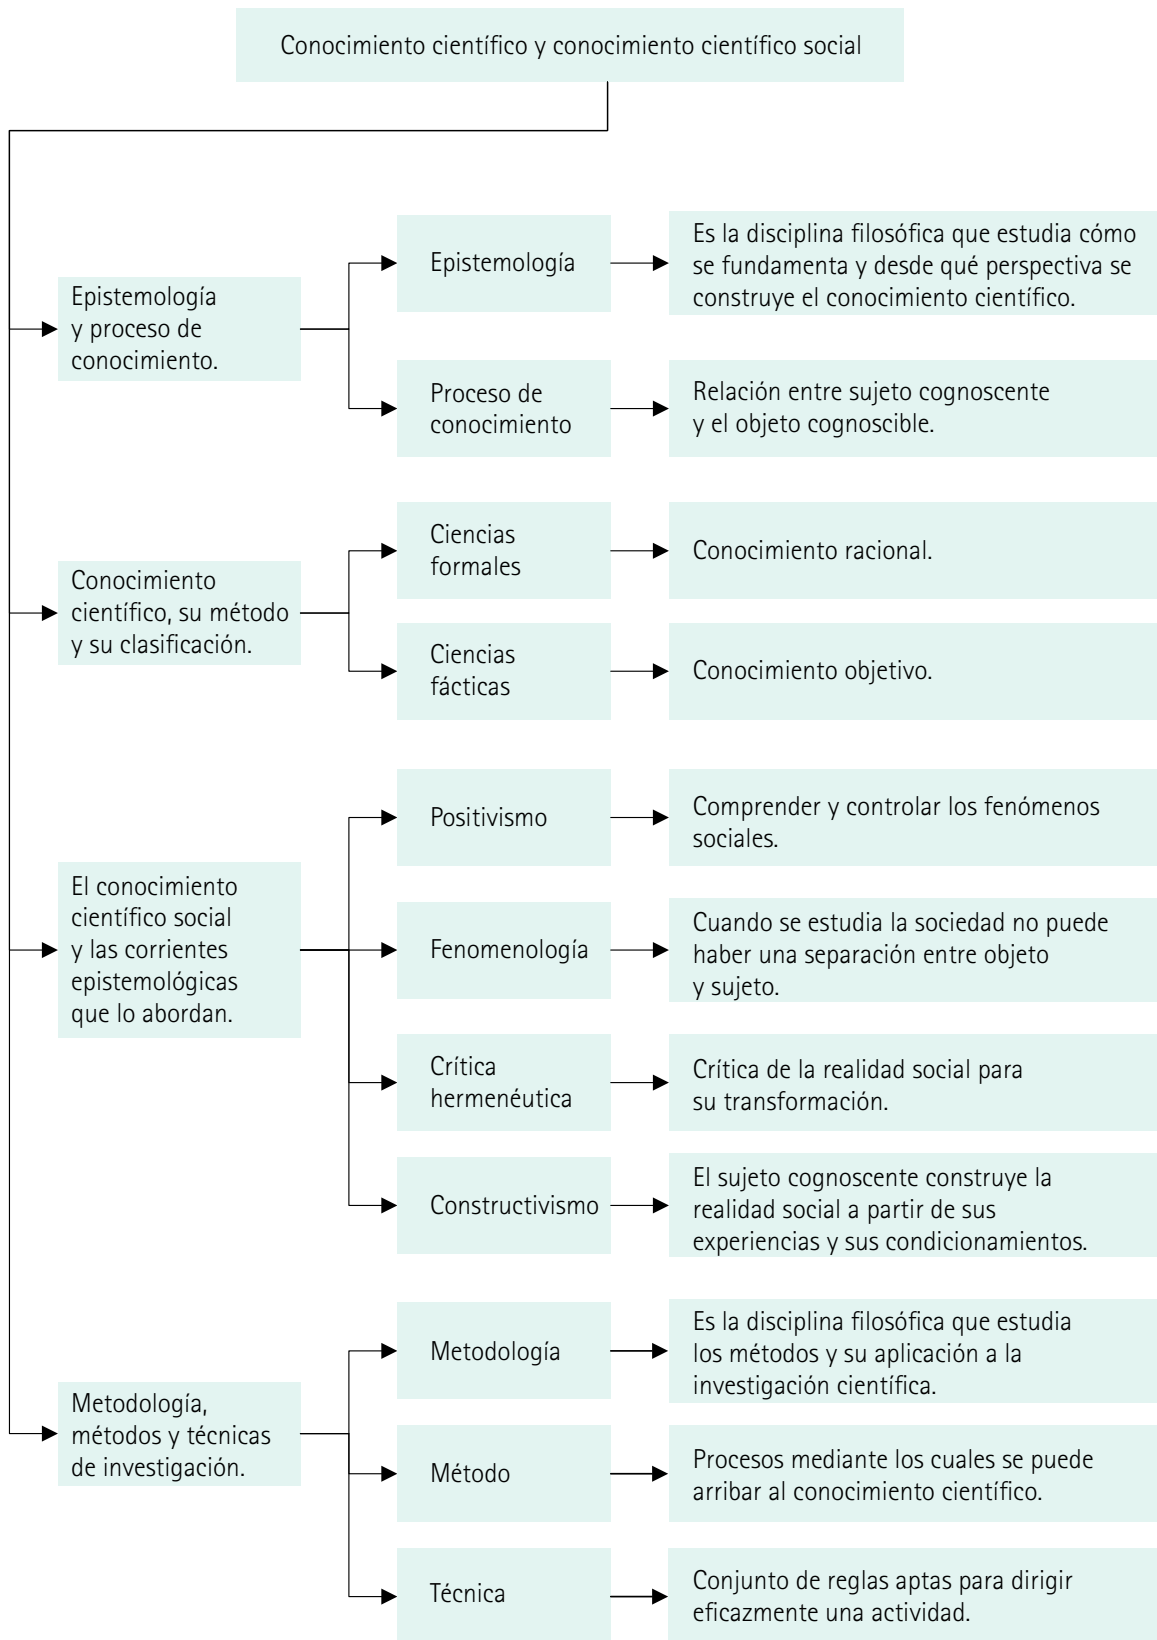 Conocimiento científico y conocimiento científico social
Epistemología
y proceso de
conocimiento.
Epistemología
Es la disciplina filosófica que estudia cómo
se fundamenta y desde qué perspectiva se
construye el conocimiento científico.
Proceso de
conocimiento
Relación entre sujeto cognoscente
y el objeto cognoscible.
Conocimiento
científico, su método
y su clasificación.
Ciencias
formales
Conocimiento racional.
Ciencias
fácticas
Conocimiento objetivo.
El conocimiento
científico social
y las corrientes
epistemológicas
que lo abordan.
Positivismo
Comprender y controlar los fenómenos
sociales.
Fenomenología
Cuando se estudia la sociedad no puede
haber una separación entre objeto
y sujeto.
Crítica
hermenéutica
Crítica de la realidad social para
su transformación.
Constructivismo
El sujeto cognoscente construye la
realidad social a partir de sus
experiencias y sus condicionamientos.
Metodología,
métodos y técnicas
de investigación.
Metodología
Es la disciplina filosófica que estudia
los métodos y su aplicación a la
investigación científica.
Método
Procesos mediante los cuales se puede
arribar al conocimiento científico.
Técnica
Conjunto de reglas aptas para dirigir
eficazmente una actividad.